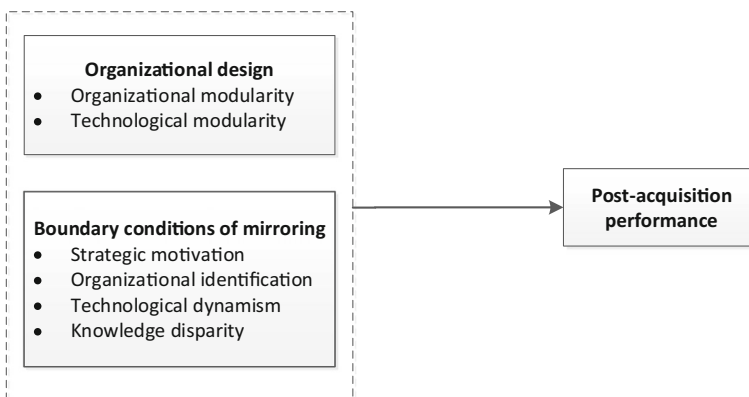 Organizational design
• Organizational modularity
• Technological modularity
Boundary conditions of mirroring
• Strategic motivation
• Organizational identification
• Technological dynamism
• Knowledge disparity
Post-acquisition
performance